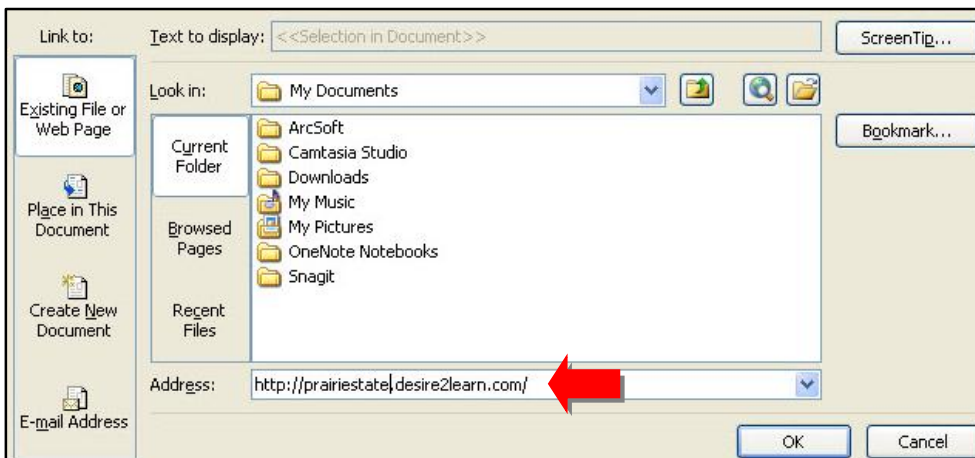 Link to:
Text to display: <<Selection in Document>>
ScreenTip...
Existing File or
Web Page
Look in: My Documents
Bookmark...
Current
Folder
ArcSoft
Camtasia Studio
Downloads
My Music
My Pictures
OneNote Notebooks
Snagit
Place in This
Document
Browsed
Pages
Create New
Document
Recent
Files
Address: http://prairiestate.desire2learn.com/
E-mail Address
OK
Cancel